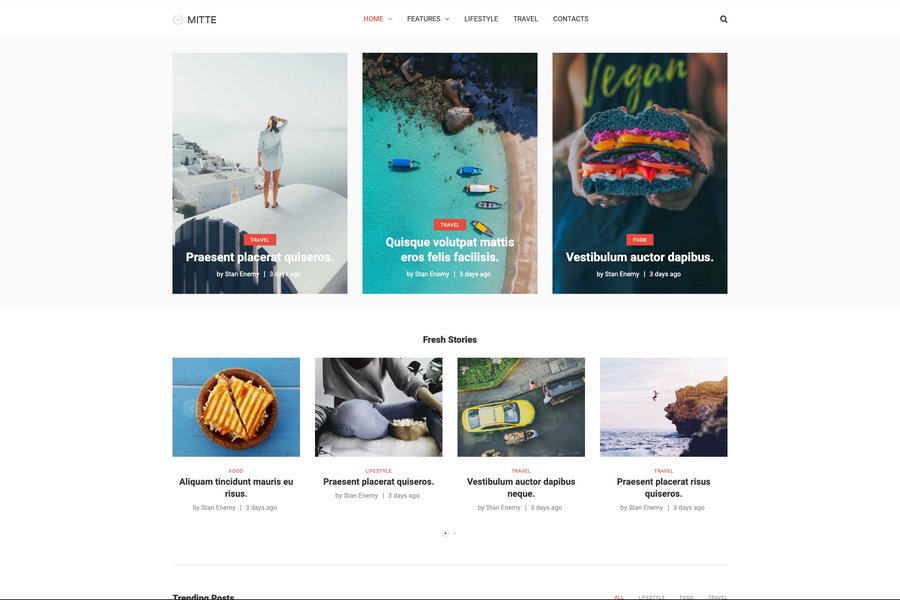 MITTE
HOME FEATURES LIFESTYLE TRAVEL CONTACTS
Vegan
TRAVEL
Praesent placerat quiseros.
by Stan Enemy | 3 days ago
TRAVEL
Quisque volutpat mattis
eros felis facilisis.
by Stan Enemy | 3 days ago
FOOD
Vestibulum auctor dapibus.
by Stan Enemy | 3 days ago
Fresh Stories
FOOD
Aliquam tincidunt mauris eu
risus.
by Stan Enemy | 3 days ago
LIFESTYLE
Praesent placerat quiseros.
by Stan Enemy | 3 days ago
TRAVEL
Vestibulum auctor dapibus
neque.
by Stan Enemy | 3 days ago
TRAVEL
Praesent placerat risus
quiseros.
by Stan Enemy | 3 days ago
Trending Posts
ALL LIFESTYLE FOOD TRAVEL